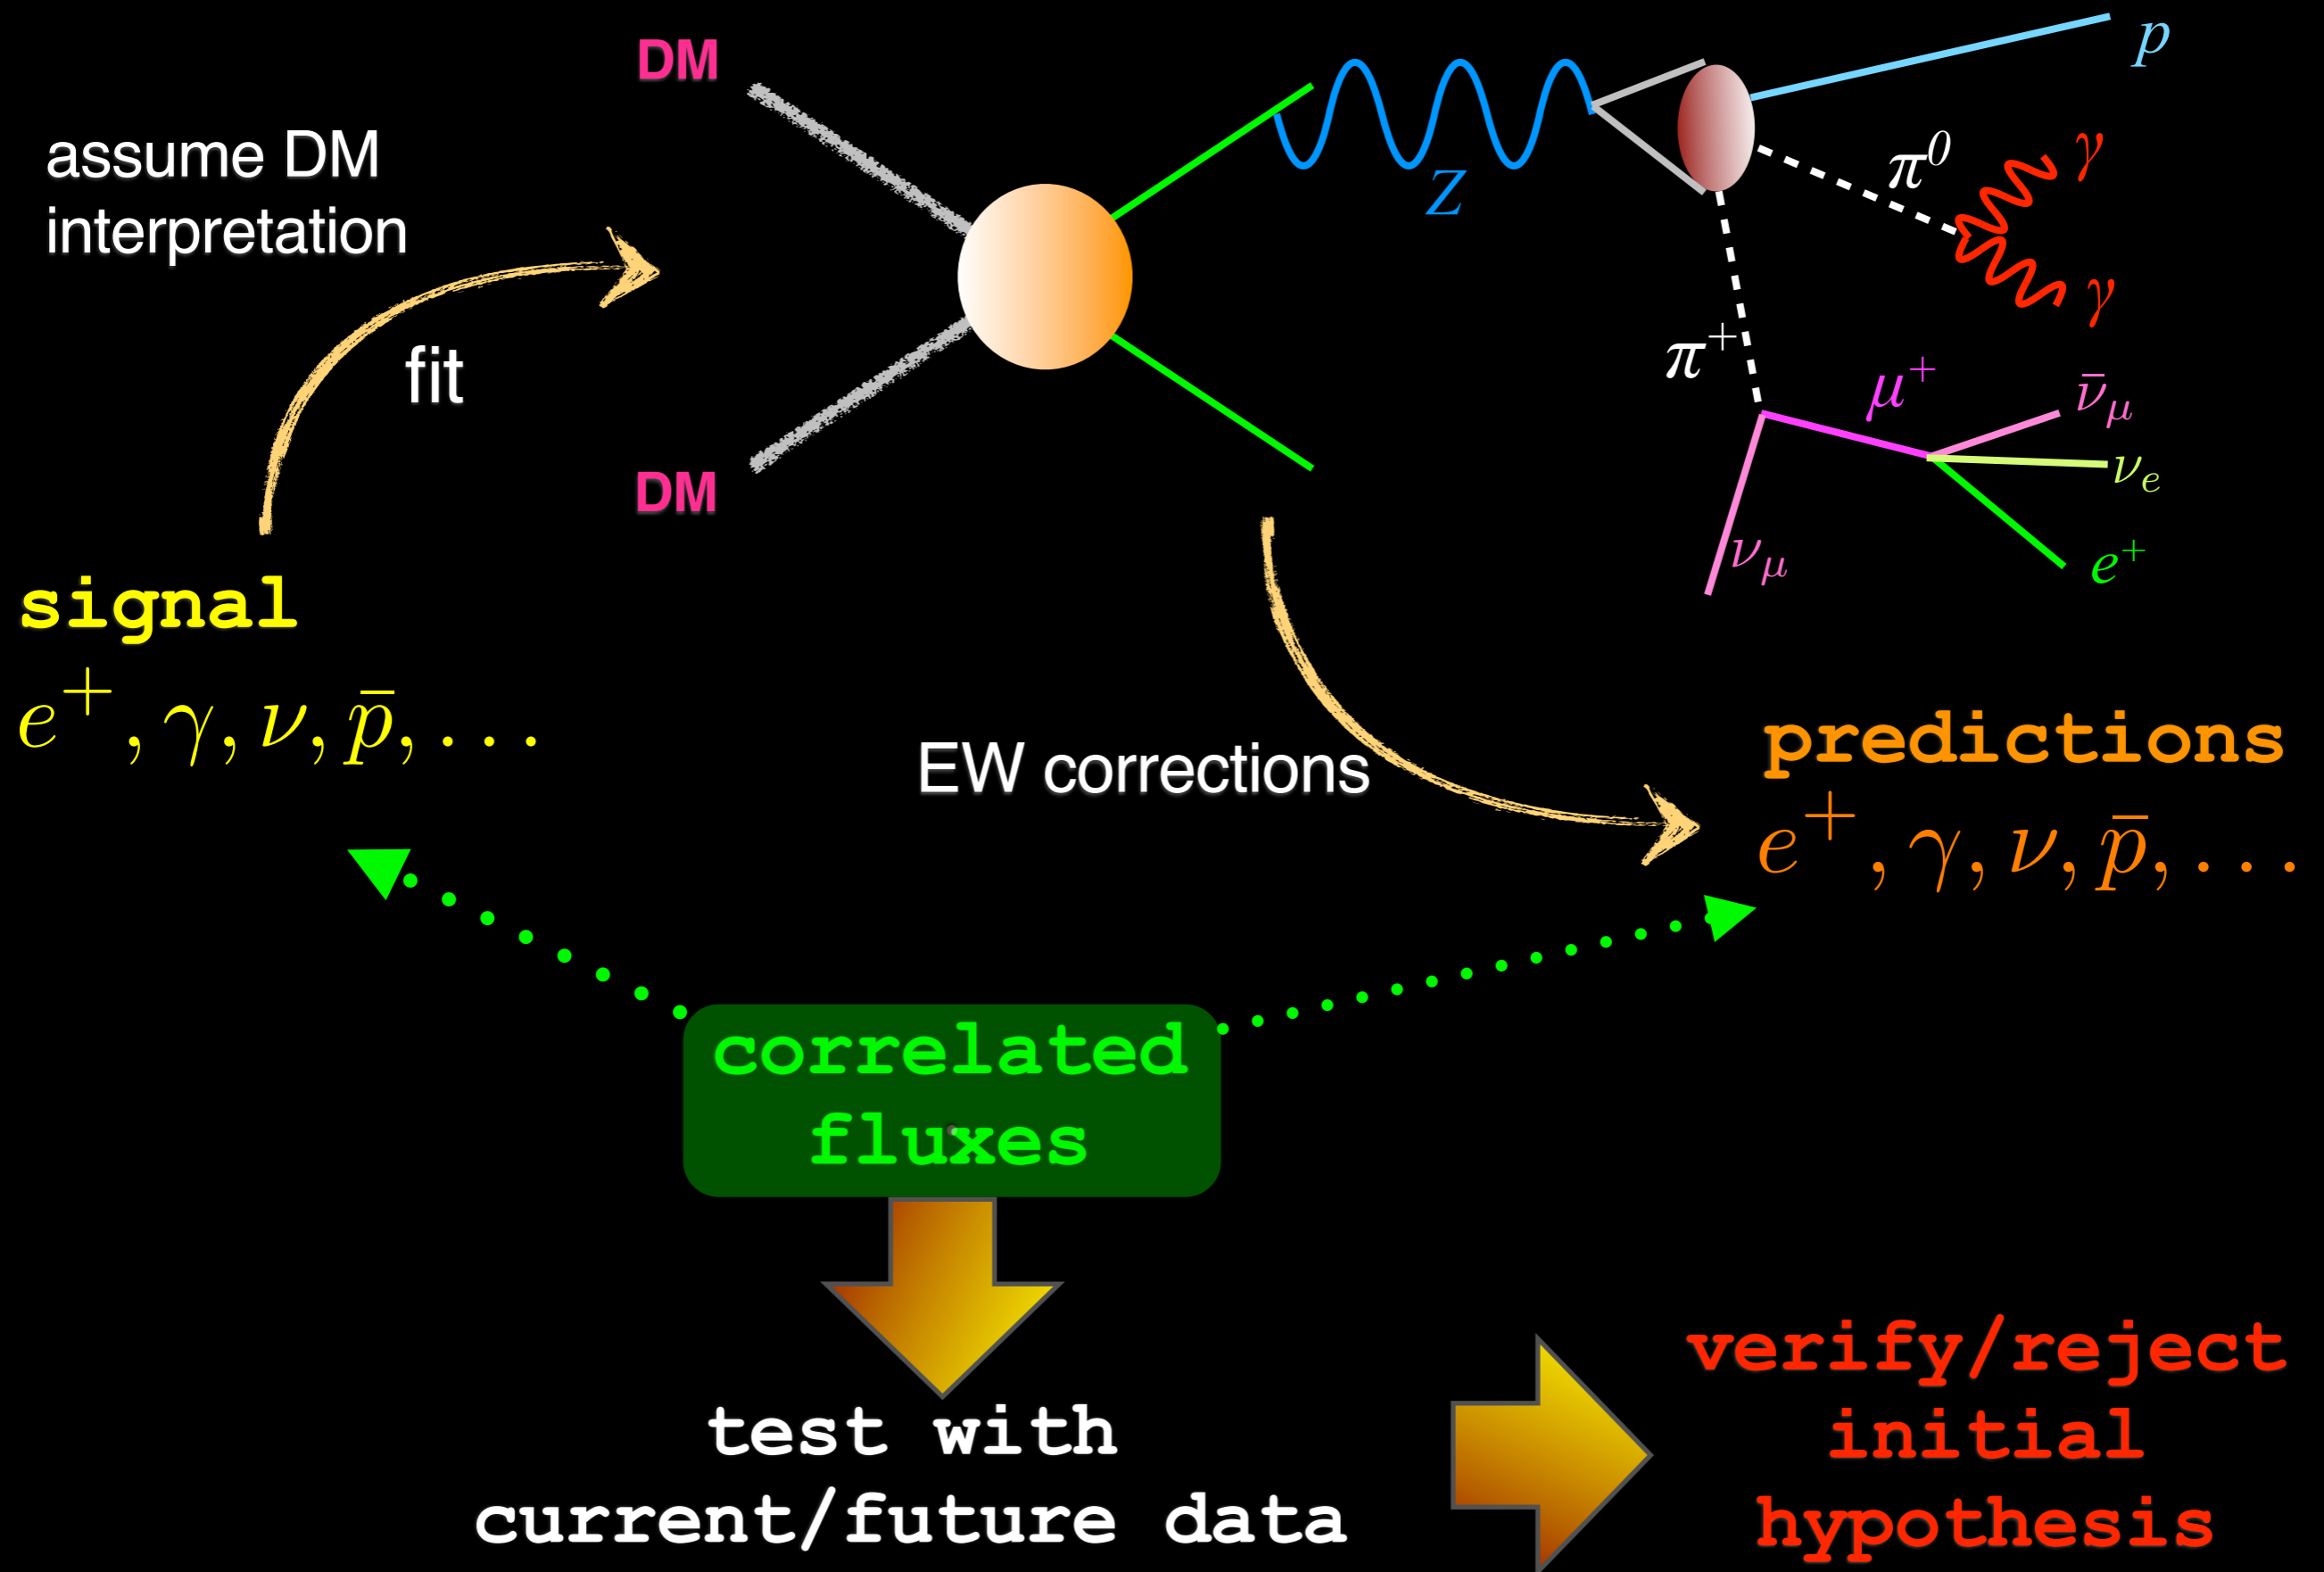 DM
p
assume DM
interpretation
π⁰
γ
Z
γ
fit
π⁺
μ⁺
ν̄_μ
ν_e
DM
ν_μ
e⁺
signal
e⁺, γ, ν, p̄, . . .
EW corrections
predictions
e⁺, γ, ν, p̄, . . .
correlated
fluxes
test with
current/future data
verify/reject
initial
hypothesis